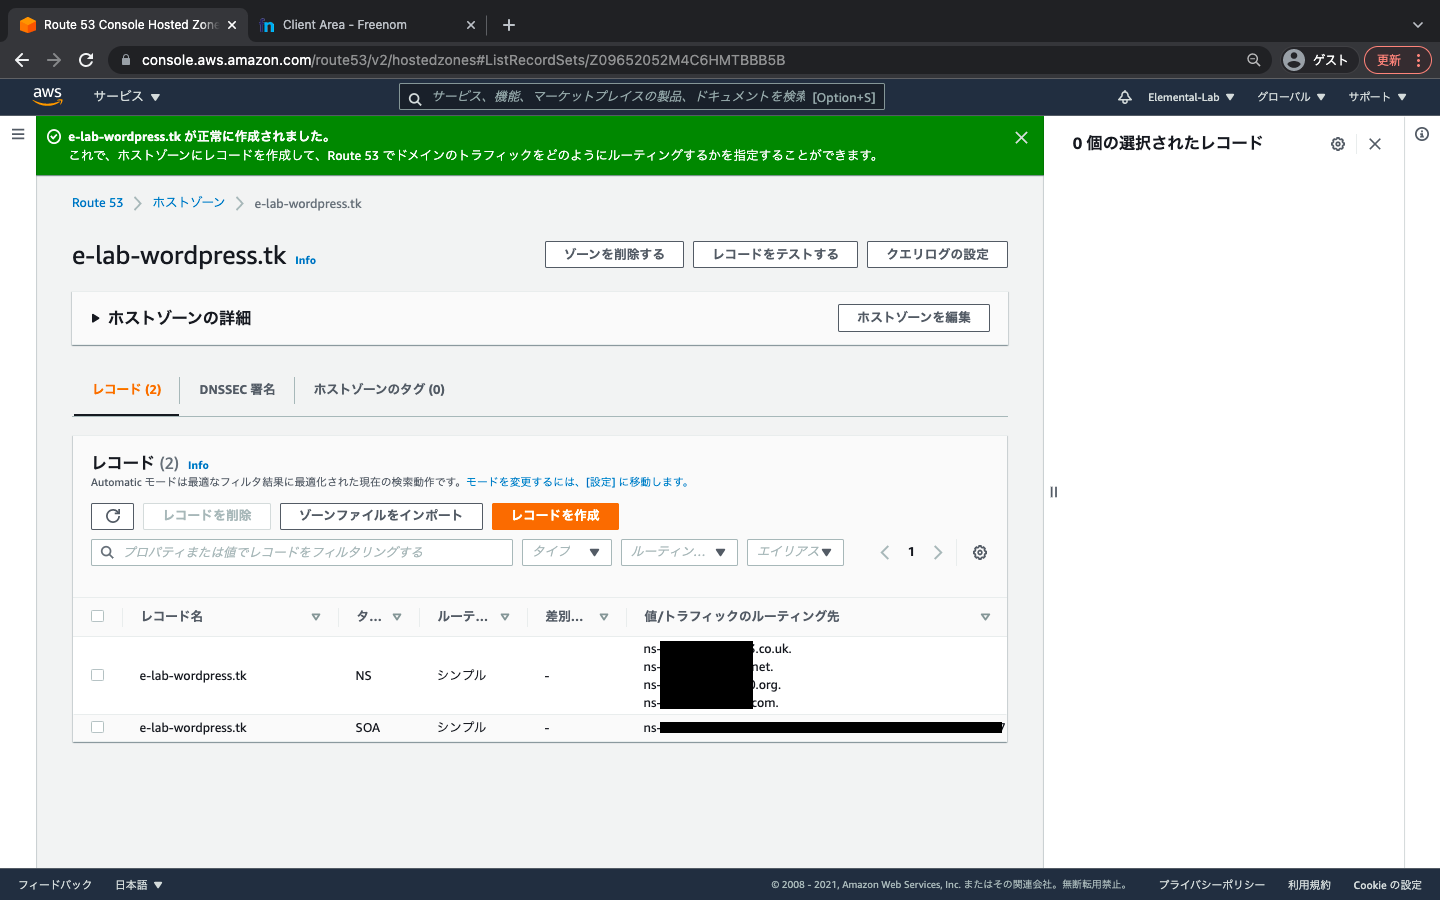 Route 53 Console Hosted Zone
Client Area - Freenom
console.aws.amazon.com/route53/v2/hostedzones#ListRecordSets/Z09652052M4C6HMTBBB5B
ゲスト
更新
aws
サービス ▼
サービス、機能、マーケットプレイスの製品、ドキュメントを検索 [Option+S]
Elemental-Lab ▼
グローバル ▼
サポート ▼
e-lab-wordpress.tk が正常に作成されました。
これで、ホストゾーンにレコードを作成して、Route 53 でドメインのトラフィックをどのようにルーティングするかを指定することができます。
0 個の選択されたレコード
Route 53
ホストゾーン
e-lab-wordpress.tk
e-lab-wordpress.tk Info
ゾーンを削除する
レコードをテストする
クエリログの設定
ホストゾーンの詳細
ホストゾーンを編集
レコード (2)
DNSSEC 署名
ホストゾーンのタグ (0)
レコード (2) Info
Automatic モードは最適なフィルタ結果に最適化された現在の検索動作です。モードを変更するには、[設定] に移動します。
レコードを削除
ゾーンファイルをインポート
レコードを作成
プロパティまたは値でレコードをフィルタリングする
タイプ
ルーティン...
エイリアス
1
レコード名
タ...
ルーテ...
差別...
値/トラフィックのルーティング先
e-lab-wordpress.tk
NS
シンプル
-
ns-
.co.uk.
ns-
net.
ns-
.org.
ns-
com.
e-lab-wordpress.tk
SOA
シンプル
-
ns-
フィードバック
日本語 ▼
© 2008 - 2021, Amazon Web Services, Inc. またはその関連会社。無断転用禁止。
プライバシーポリシー
利用規約
Cookie の設定